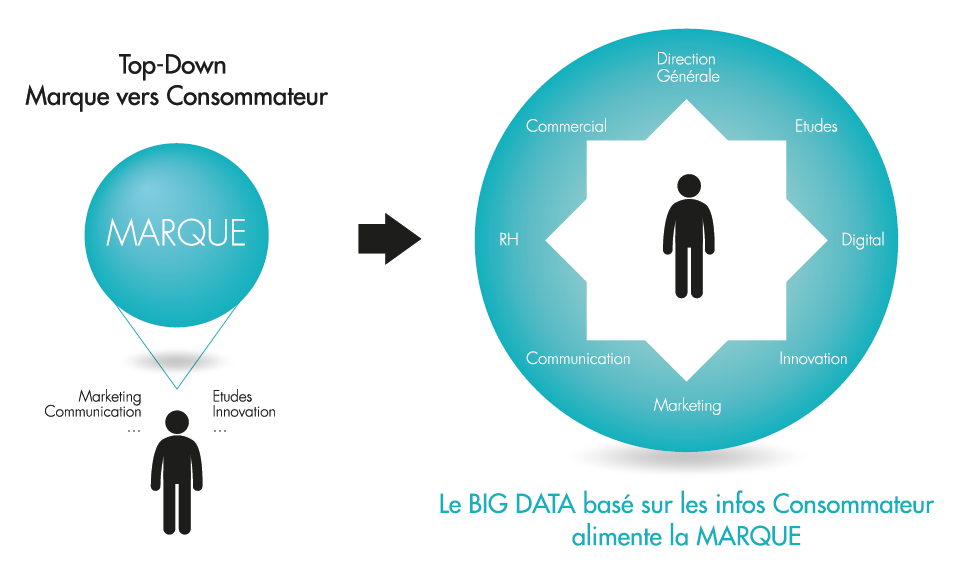 Top-Down
Marque vers Consommateur
MARQUE
Marketing
Communication
...
Etudes
Innovation
...
Direction
Générale
Commercial
Etudes
RH
Digital
Communication
Innovation
Marketing
Le BIG DATA basé sur les infos Consommateur
alimente la MARQUE